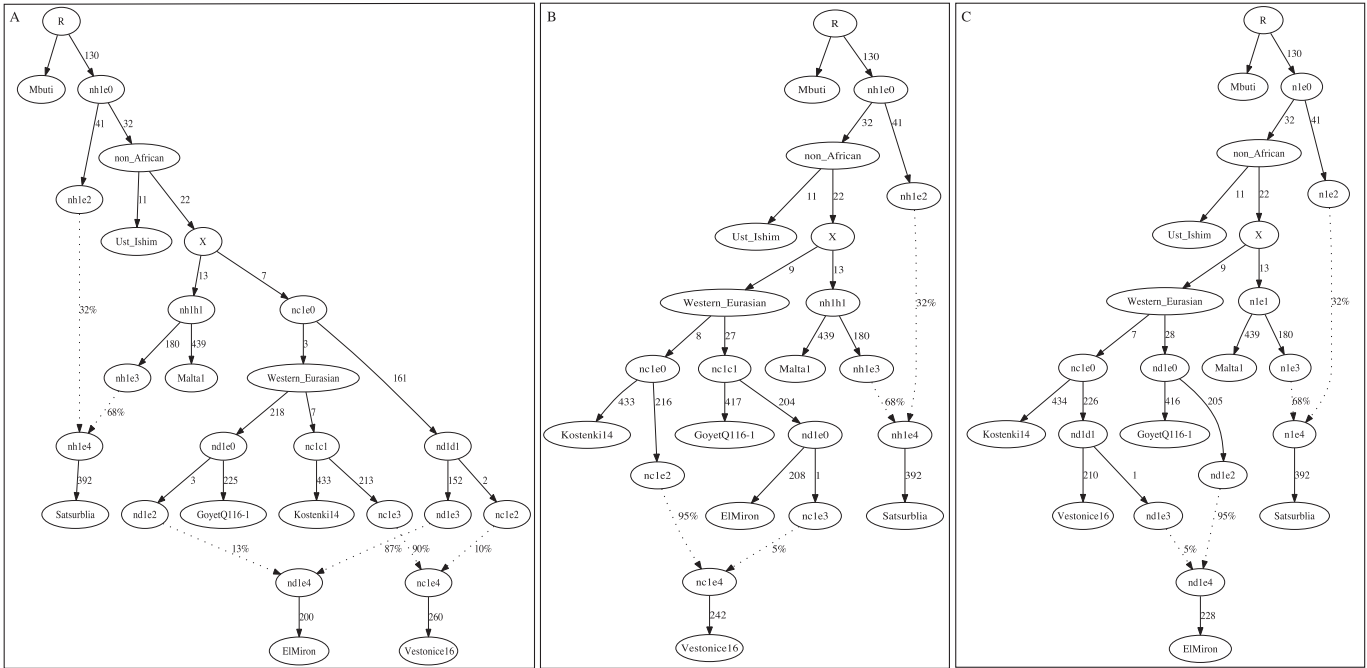 A
R
130
Mbuti
nh1e0
41
32
non_African
nh1e2
11
22
Ust_Ishim
X
13
7
32%
nh1h1
nc1e0
180
439
3
161
nh1e3
Malta1
Western_Eurasian
68%
218
7
nh1e4
nd1e0
nc1c1
nd1d1
392
3
225
433
213
152
2
Satsurblia
nd1e2
GoyetQ116-1
Kostenki14
nc1e3
nd1e3
nc1e2
13%
87%
90%
10%
nd1e4
nc1e4
200
260
ElMiron
Vestonice16
B
R
130
Mbuti
nh1e0
32
41
non_African
11
22
nh1e2
Ust_Ishim
X
9
13
Western_Eurasian
nh1h1
32%
8
27
439
180
nc1e0
nc1c1
Malta1
nh1e3
433
216
417
204
68%
Kostenki14
GoyetQ116-1
nd1e0
nh1e4
nc1e2
208
1
392
95%
ElMiron
nc1e3
Satsurblia
5%
nc1e4
242
Vestonice16
C
R
130
Mbuti
n1e0
32
41
non_African
11
22
n1e2
Ust_Ishim
X
9
13
Western_Eurasian
n1e1
32%
7
28
439
180
nc1e0
nd1e0
Malta1
n1e3
434
226
416
205
68%
Kostenki14
nd1d1
GoyetQ116-1
n1e4
210
1
nd1e2
392
Vestonice16
nd1e3
95%
Satsurblia
5%
nd1e4
228
ElMiron